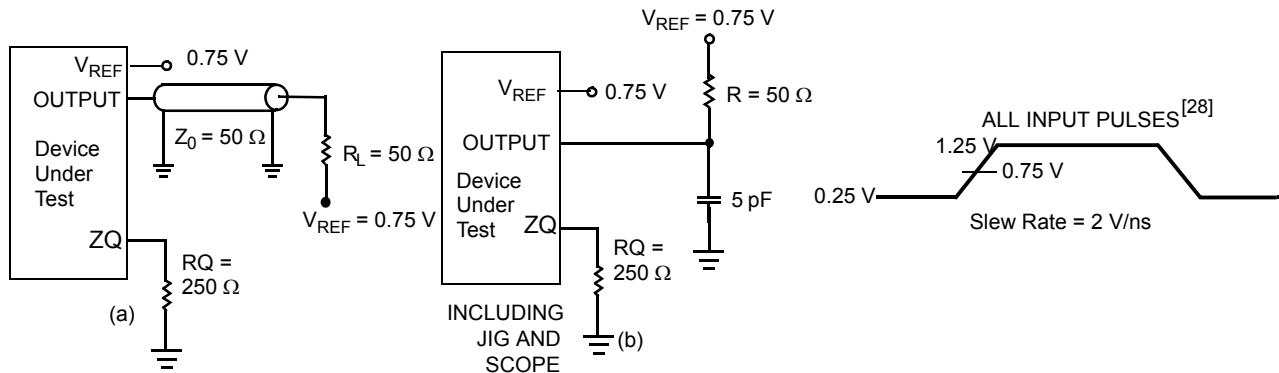 V_REF
0.75 V
OUTPUT
Z_0 = 50 Ω
Device
Under
Test
R_L = 50 Ω
V_REF = 0.75 V
ZQ
RQ =
250 Ω
(a)
V_REF = 0.75 V
R = 50 Ω
V_REF
0.75 V
OUTPUT
Device
Under
Test
5 pF
ZQ
RQ =
250 Ω
INCLUDING
JIG AND
SCOPE
(b)
ALL INPUT PULSES[28]
1.25 V
0.75 V
0.25 V
Slew Rate = 2 V/ns